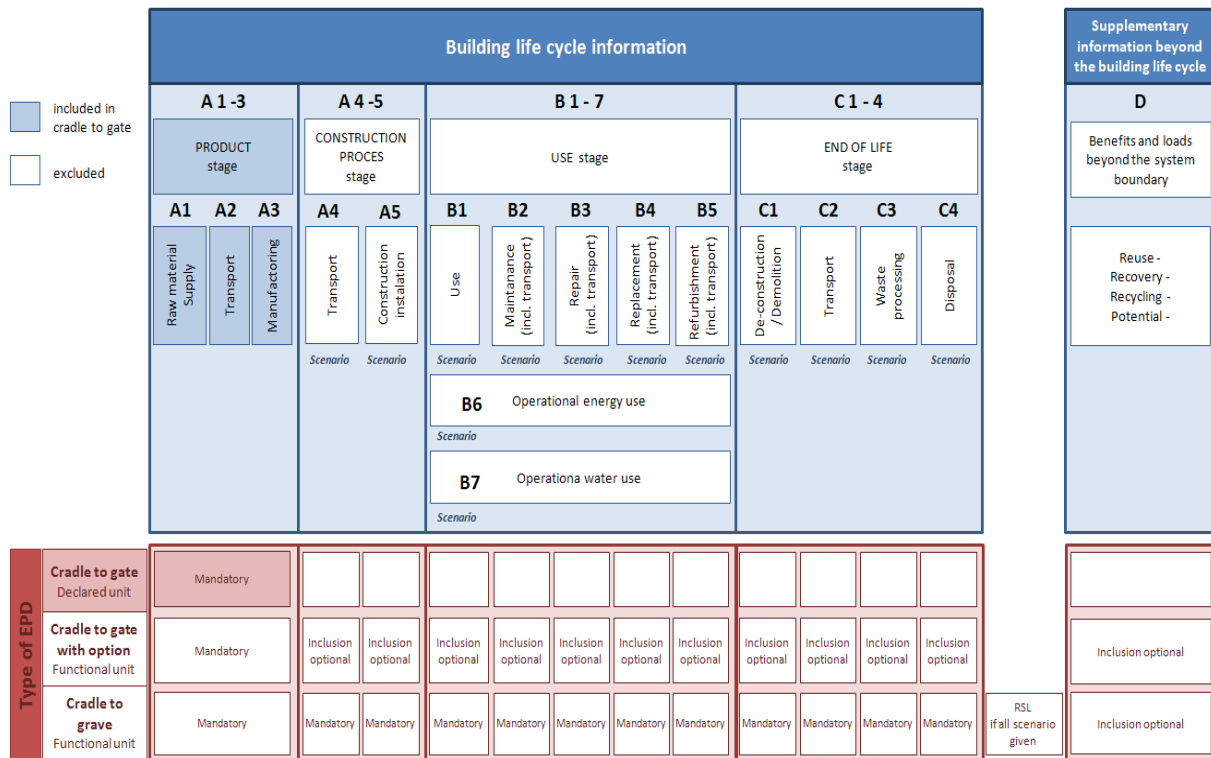 Building life cycle information
Supplementary
information beyond
the building life cycle
included in
cradle to gate
excluded
A 1 -3
A 4 -5
B 1 - 7
C 1 - 4
D
PRODUCT
stage
CONSTRUCTION
PROCES
stage
USE stage
END OF LIFE
stage
Benefits and loads
beyond the system
boundary
A1
A2
A3
A4
A5
B1
B2
B3
B4
B5
C1
C2
C3
C4
Raw material
Supply
Transport
Manufactoring
Transport
Construction
instalation
Use
Maintanance
(incl. transport)
Repair
(incl. transport)
Replacement
(incl. transport)
Refurbishment
(incl. transport)
De-construction
/ Demolition
Transport
Waste
processing
Disposal
Reuse -
Recovery -
Recycling -
Potential -
Scenario
Scenario
Scenario
Scenario
Scenario
Scenario
Scenario
Scenario
Scenario
Scenario
Scenario
B6 Operational energy use
Scenario
B7 Operationa water use
Scenario
Type of EPD
Cradle to gate
Declared unit
Mandatory
Cradle to gate
with option
Functional unit
Mandatory
Inclusion
optional
Inclusion
optional
Inclusion
optional
Inclusion
optional
Inclusion
optional
Inclusion
optional
Inclusion
optional
Inclusion
optional
Inclusion
optional
Inclusion
optional
Inclusion
optional
Inclusion optional
Cradle to
grave
Functional unit
Mandatory
Mandatory
Mandatory
Mandatory
Mandatory
Mandatory
Mandatory
Mandatory
Mandatory
Mandatory
Mandatory
Mandatory
RSL
if all scenario
given
Inclusion optional